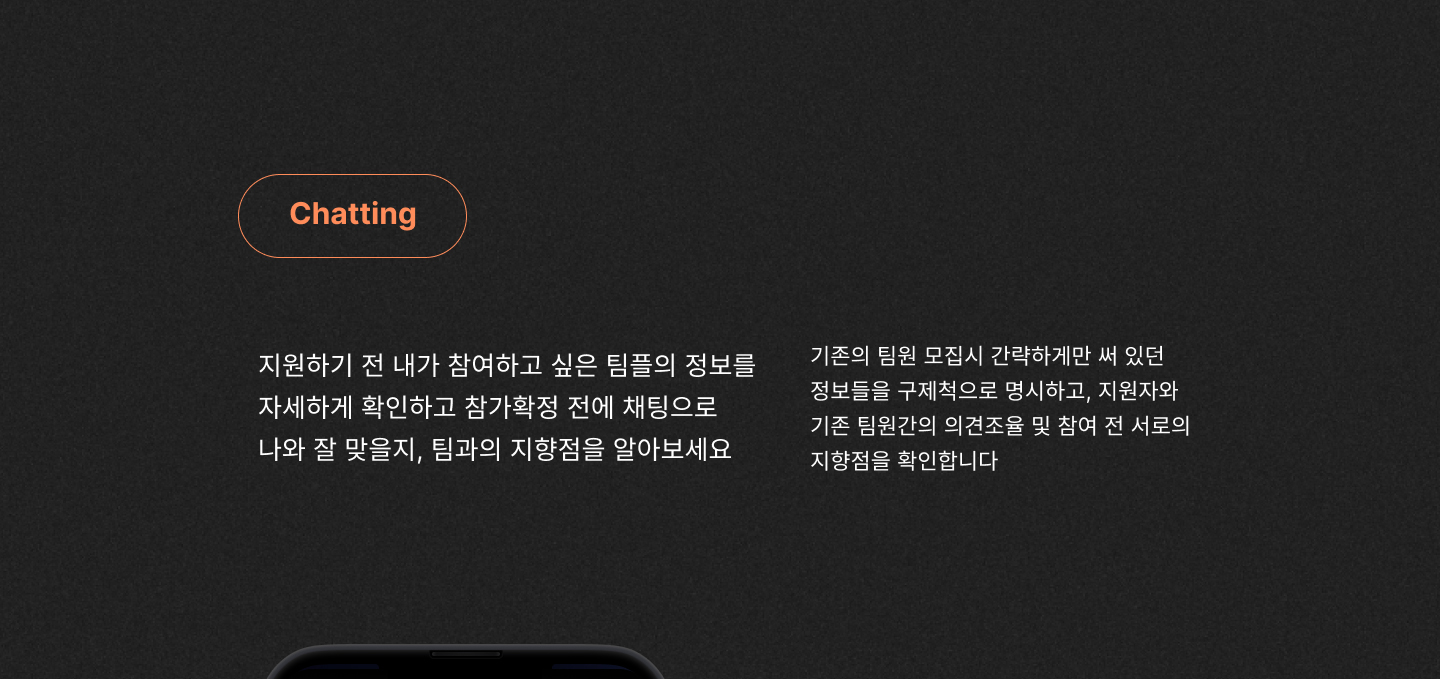 Chatting
지원하기 전 내가 참여하고 싶은 팀플의 정보를
자세하게 확인하고 참가확정 전에 채팅으로
나와 잘 맞을지, 팀과의 지향점을 알아보세요
기존의 팀원 모집시 간략하게만 써 있던
정보들을 구제척으로 명시하고, 지원자와
기존 팀원간의 의견조율 및 참여 전 서로의
지향점을 확인합니다